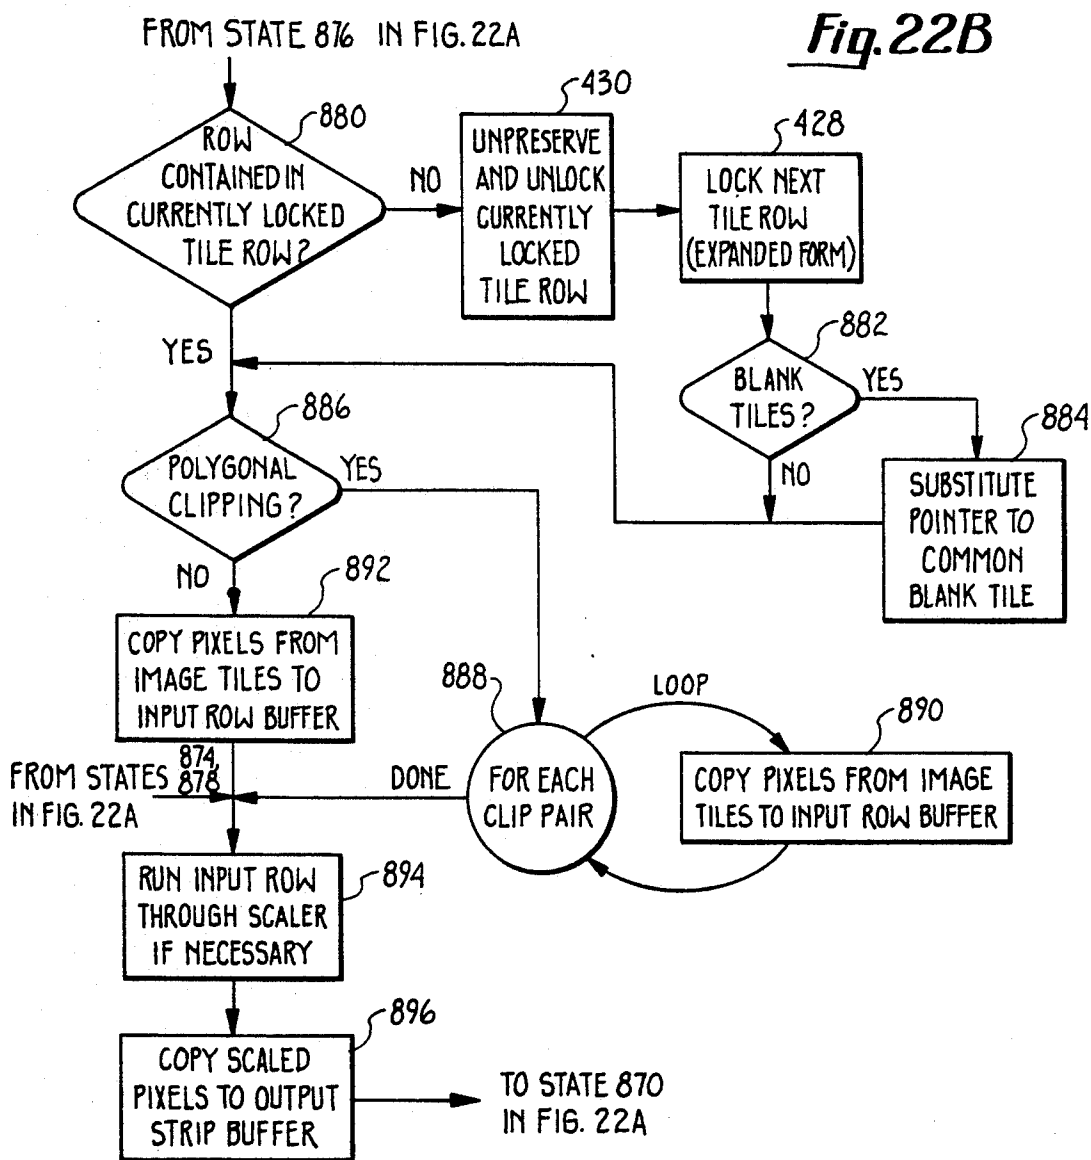 FROM STATE 876 IN FIG. 22A
Fig. 22B
880
ROW
CONTAINED IN
CURRENTLY LOCKED
TILE ROW?
NO
YES
430
UNPRESERVE
AND UNLOCK
CURRENTLY
LOCKED
TILE ROW
428
LOCK NEXT
TILE ROW
(EXPANDED FORM)
882
BLANK
TILES?
YES
NO
884
SUBSTITUTE
POINTER TO
COMMON
BLANK TILE
886
POLYGONAL
CLIPPING?
YES
NO
892
COPY PIXELS FROM
IMAGE TILES TO
INPUT ROW BUFFER
888
FOR EACH
CLIP PAIR
LOOP
DONE
890
COPY PIXELS FROM IMAGE
TILES TO INPUT ROW BUFFER
FROM STATES 874,
878
IN FIG. 22A
894
RUN INPUT ROW
THROUGH SCALER
IF NECESSARY
896
COPY SCALED
PIXELS TO OUTPUT
STRIP BUFFER
TO STATE 870
IN FIG. 22A